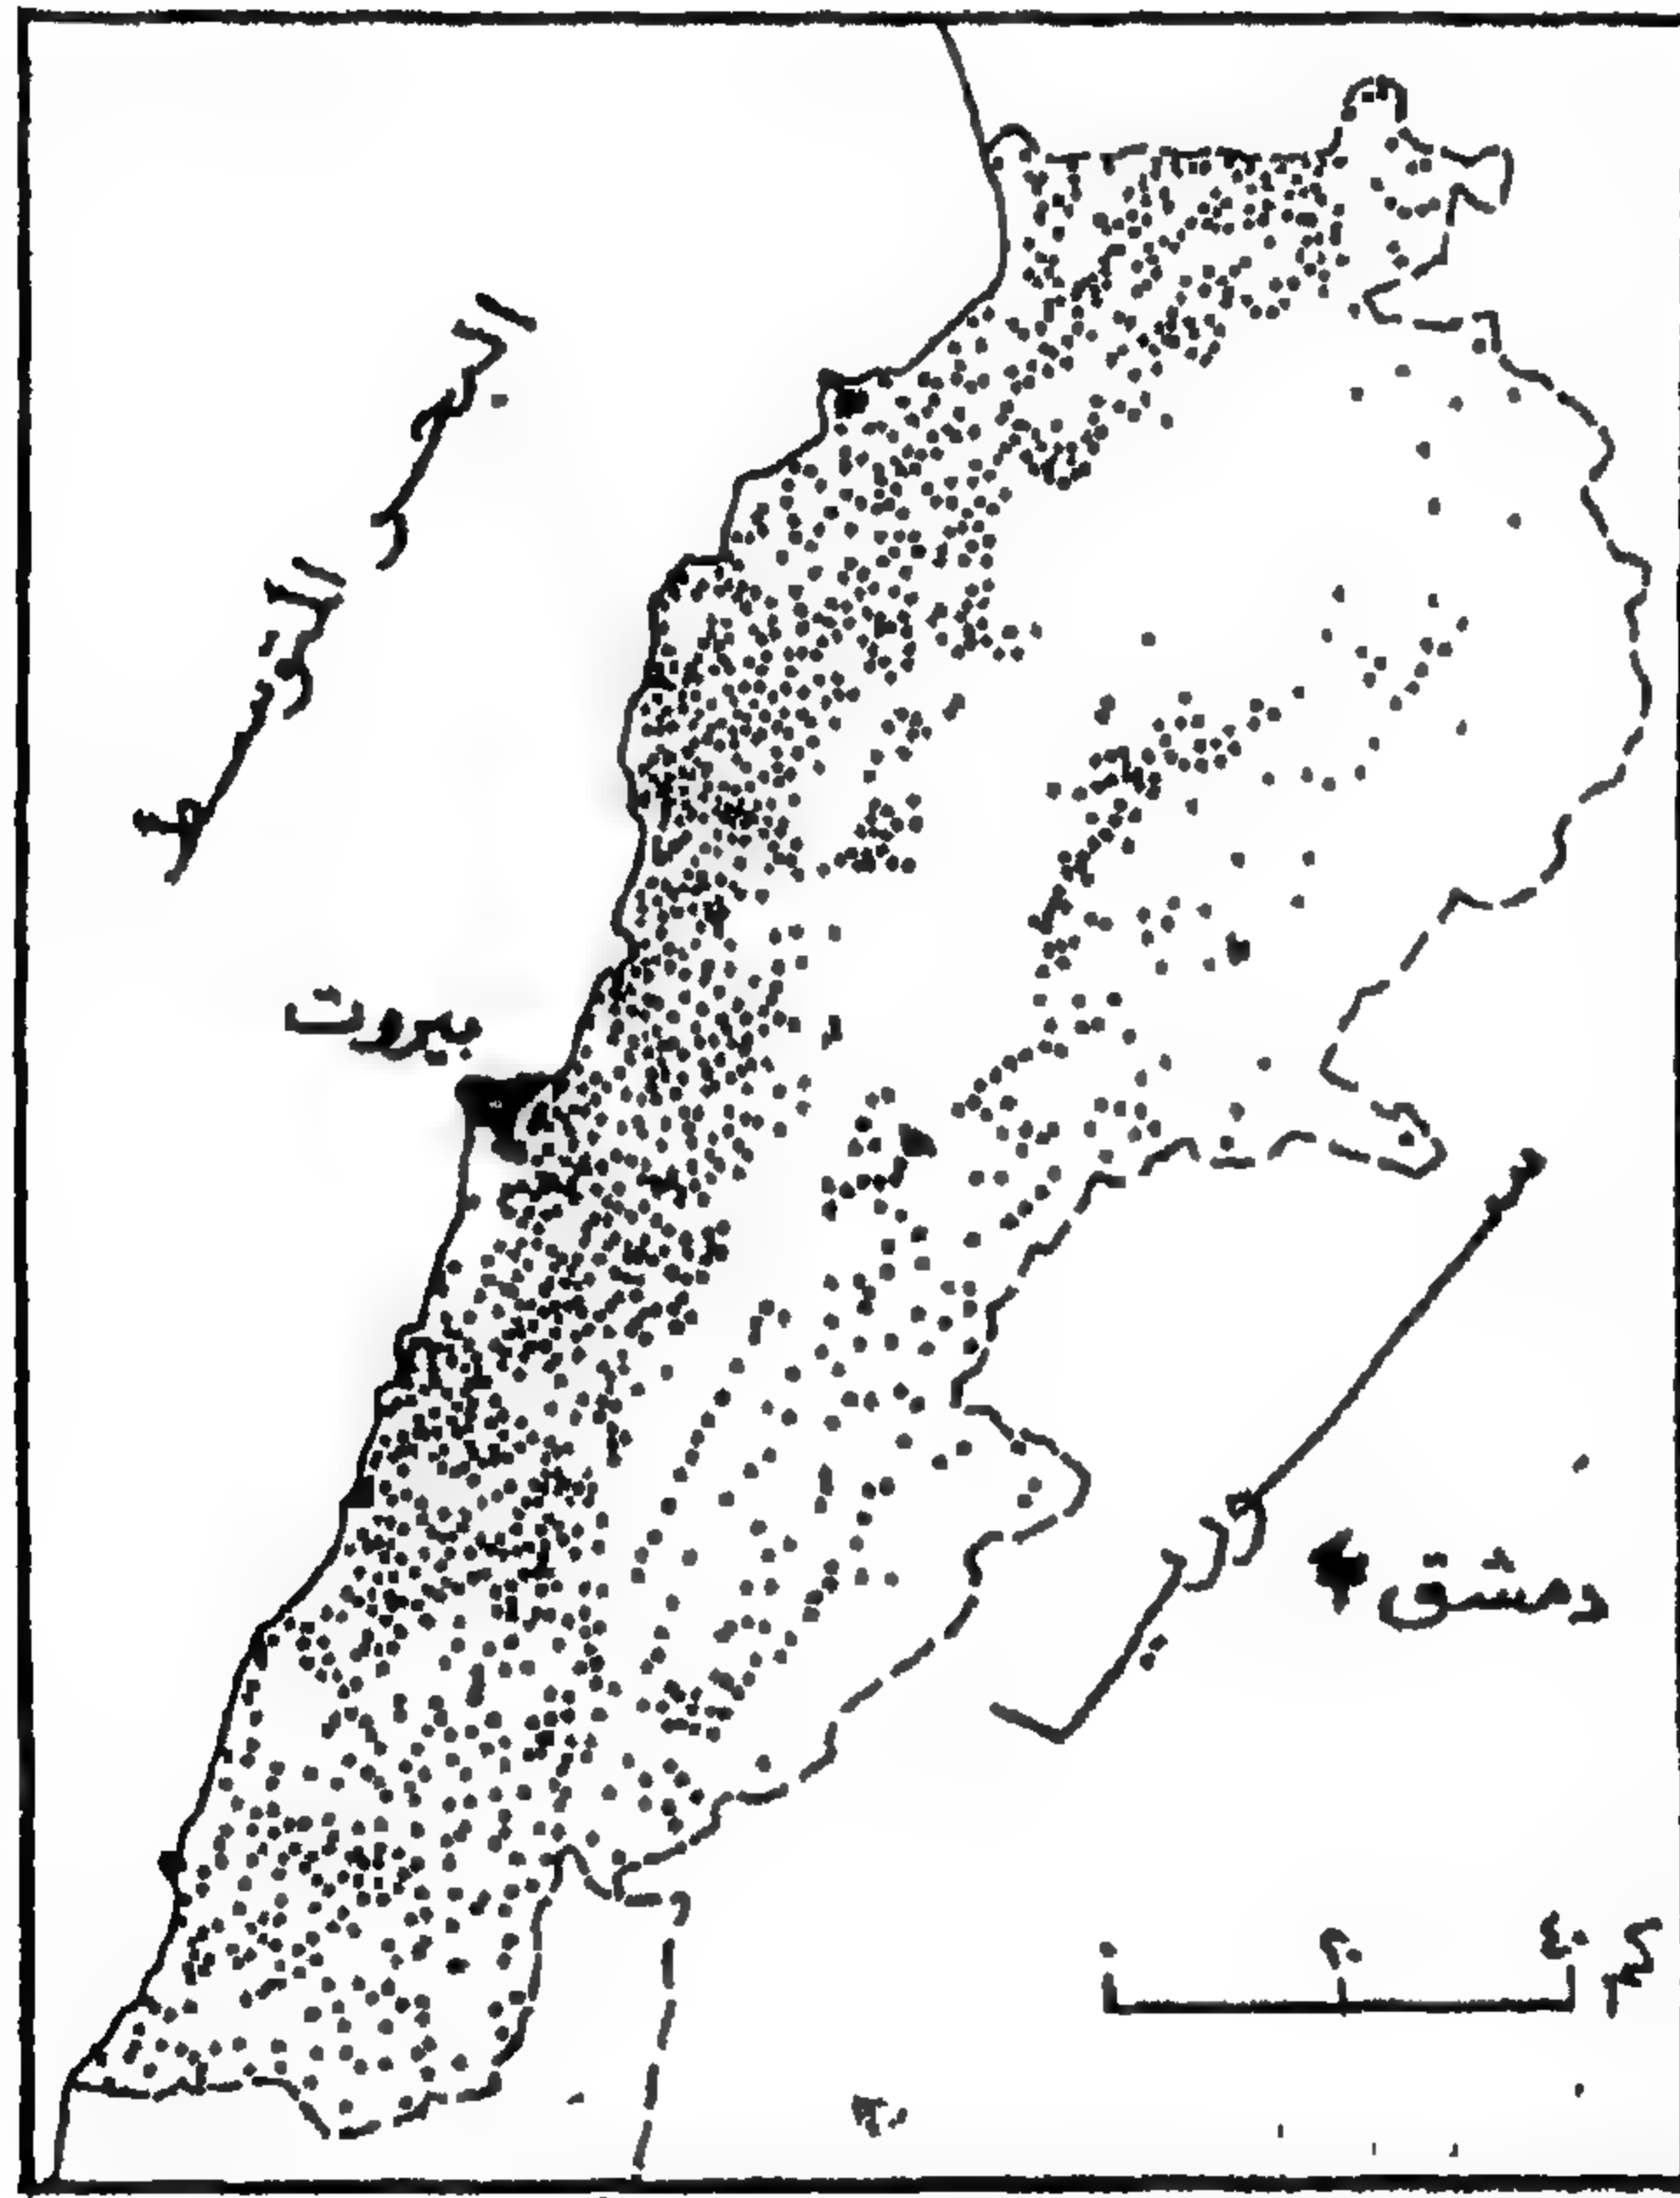 البحر
المتوسط
بيروت
سوريا
دمشق
٠ ٢٠ ٤٠ كم